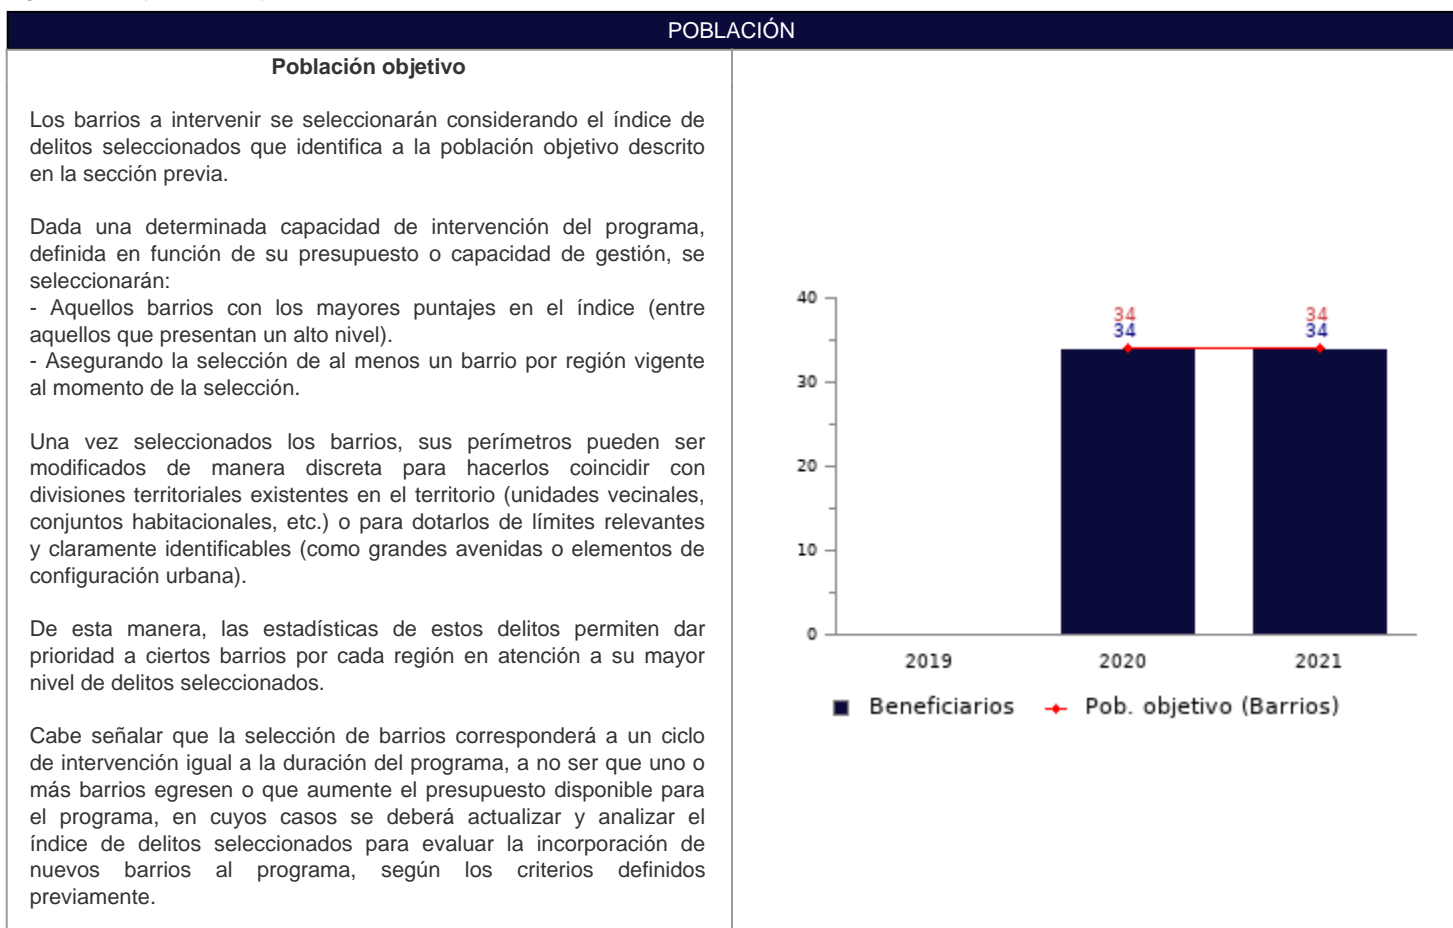 POBLACIÓN
Población objetivo
Los barrios a intervenir se seleccionarán considerando el índice de
delitos seleccionados que identifica a la población objetivo descrito
en la sección previa.
Dada una determinada capacidad de intervención del programa,
definida en función de su presupuesto o capacidad de gestión, se
seleccionarán:
- Aquellos barrios con los mayores puntajes en el índice (entre
aquellos que presentan un alto nivel).
- Asegurando la selección de al menos un barrio por región vigente
al momento de la selección.
Una vez seleccionados los barrios, sus perímetros pueden ser
modificados de manera discreta para hacerlos coincidir con
divisiones territoriales existentes en el territorio (unidades vecinales,
conjuntos habitacionales, etc.) o para dotarlos de límites relevantes
y claramente identificables (como grandes avenidas o elementos de
configuración urbana).
De esta manera, las estadísticas de estos delitos permiten dar
prioridad a ciertos barrios por cada región en atención a su mayor
nivel de delitos seleccionados.
Cabe señalar que la selección de barrios corresponderá a un ciclo
de intervención igual a la duración del programa, a no ser que uno o
más barrios egresen o que aumente el presupuesto disponible para
el programa, en cuyos casos se deberá actualizar y analizar el
índice de delitos seleccionados para evaluar la incorporación de
nuevos barrios al programa, según los criterios definidos
previamente.
40
34 34
34 34
30
20
10
0
2019 2020 2021
Beneficiarios Pob. objetivo (Barrios)